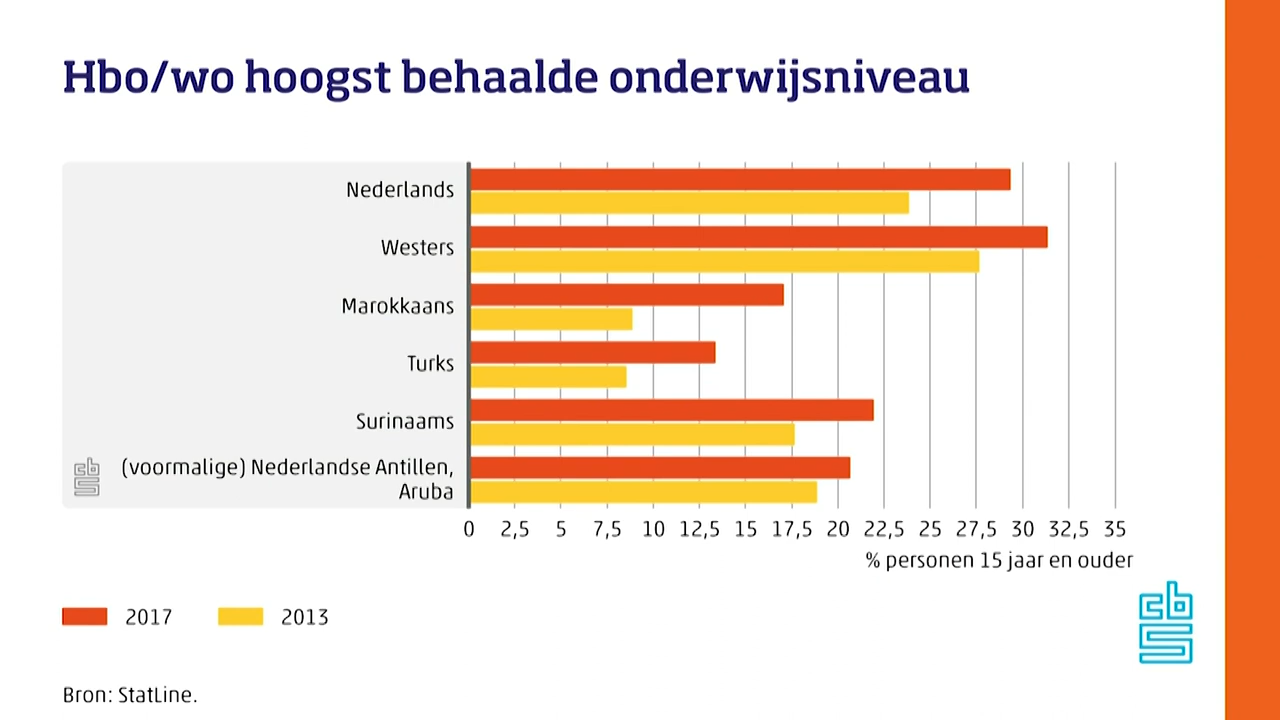 Hbo/wo hoogst behaalde onderwijsniveau
Nederlands
Westers
Marokkaans
Turks
Surinaams
cbs
(voormalige) Nederlandse Antillen,
Aruba
0 2,5 5 7,5 10 12,5 15 17,5 20 22,5 25 27,5 30 32,5 35
% personen 15 jaar en ouder
2017 2013
cbs
Bron: StatLine.